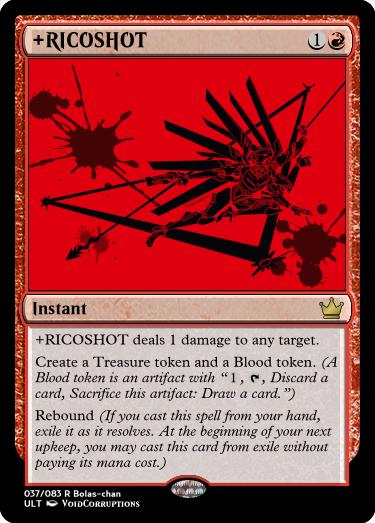 +RICOSHOT 1
Instant
+RICOSHOT deals 1 damage to any target.
Create a Treasure token and a Blood token. (A
Blood token is an artifact with “1, , Discard a
card, Sacrifice this artifact: Draw a card.”)
Rebound (If you cast this spell from your hand,
exile it as it resolves. At the beginning of your next
upkeep, you may cast this card from exile without
paying its mana cost.)
037/083 R Bolas-chan
ULT VoidCorruptions